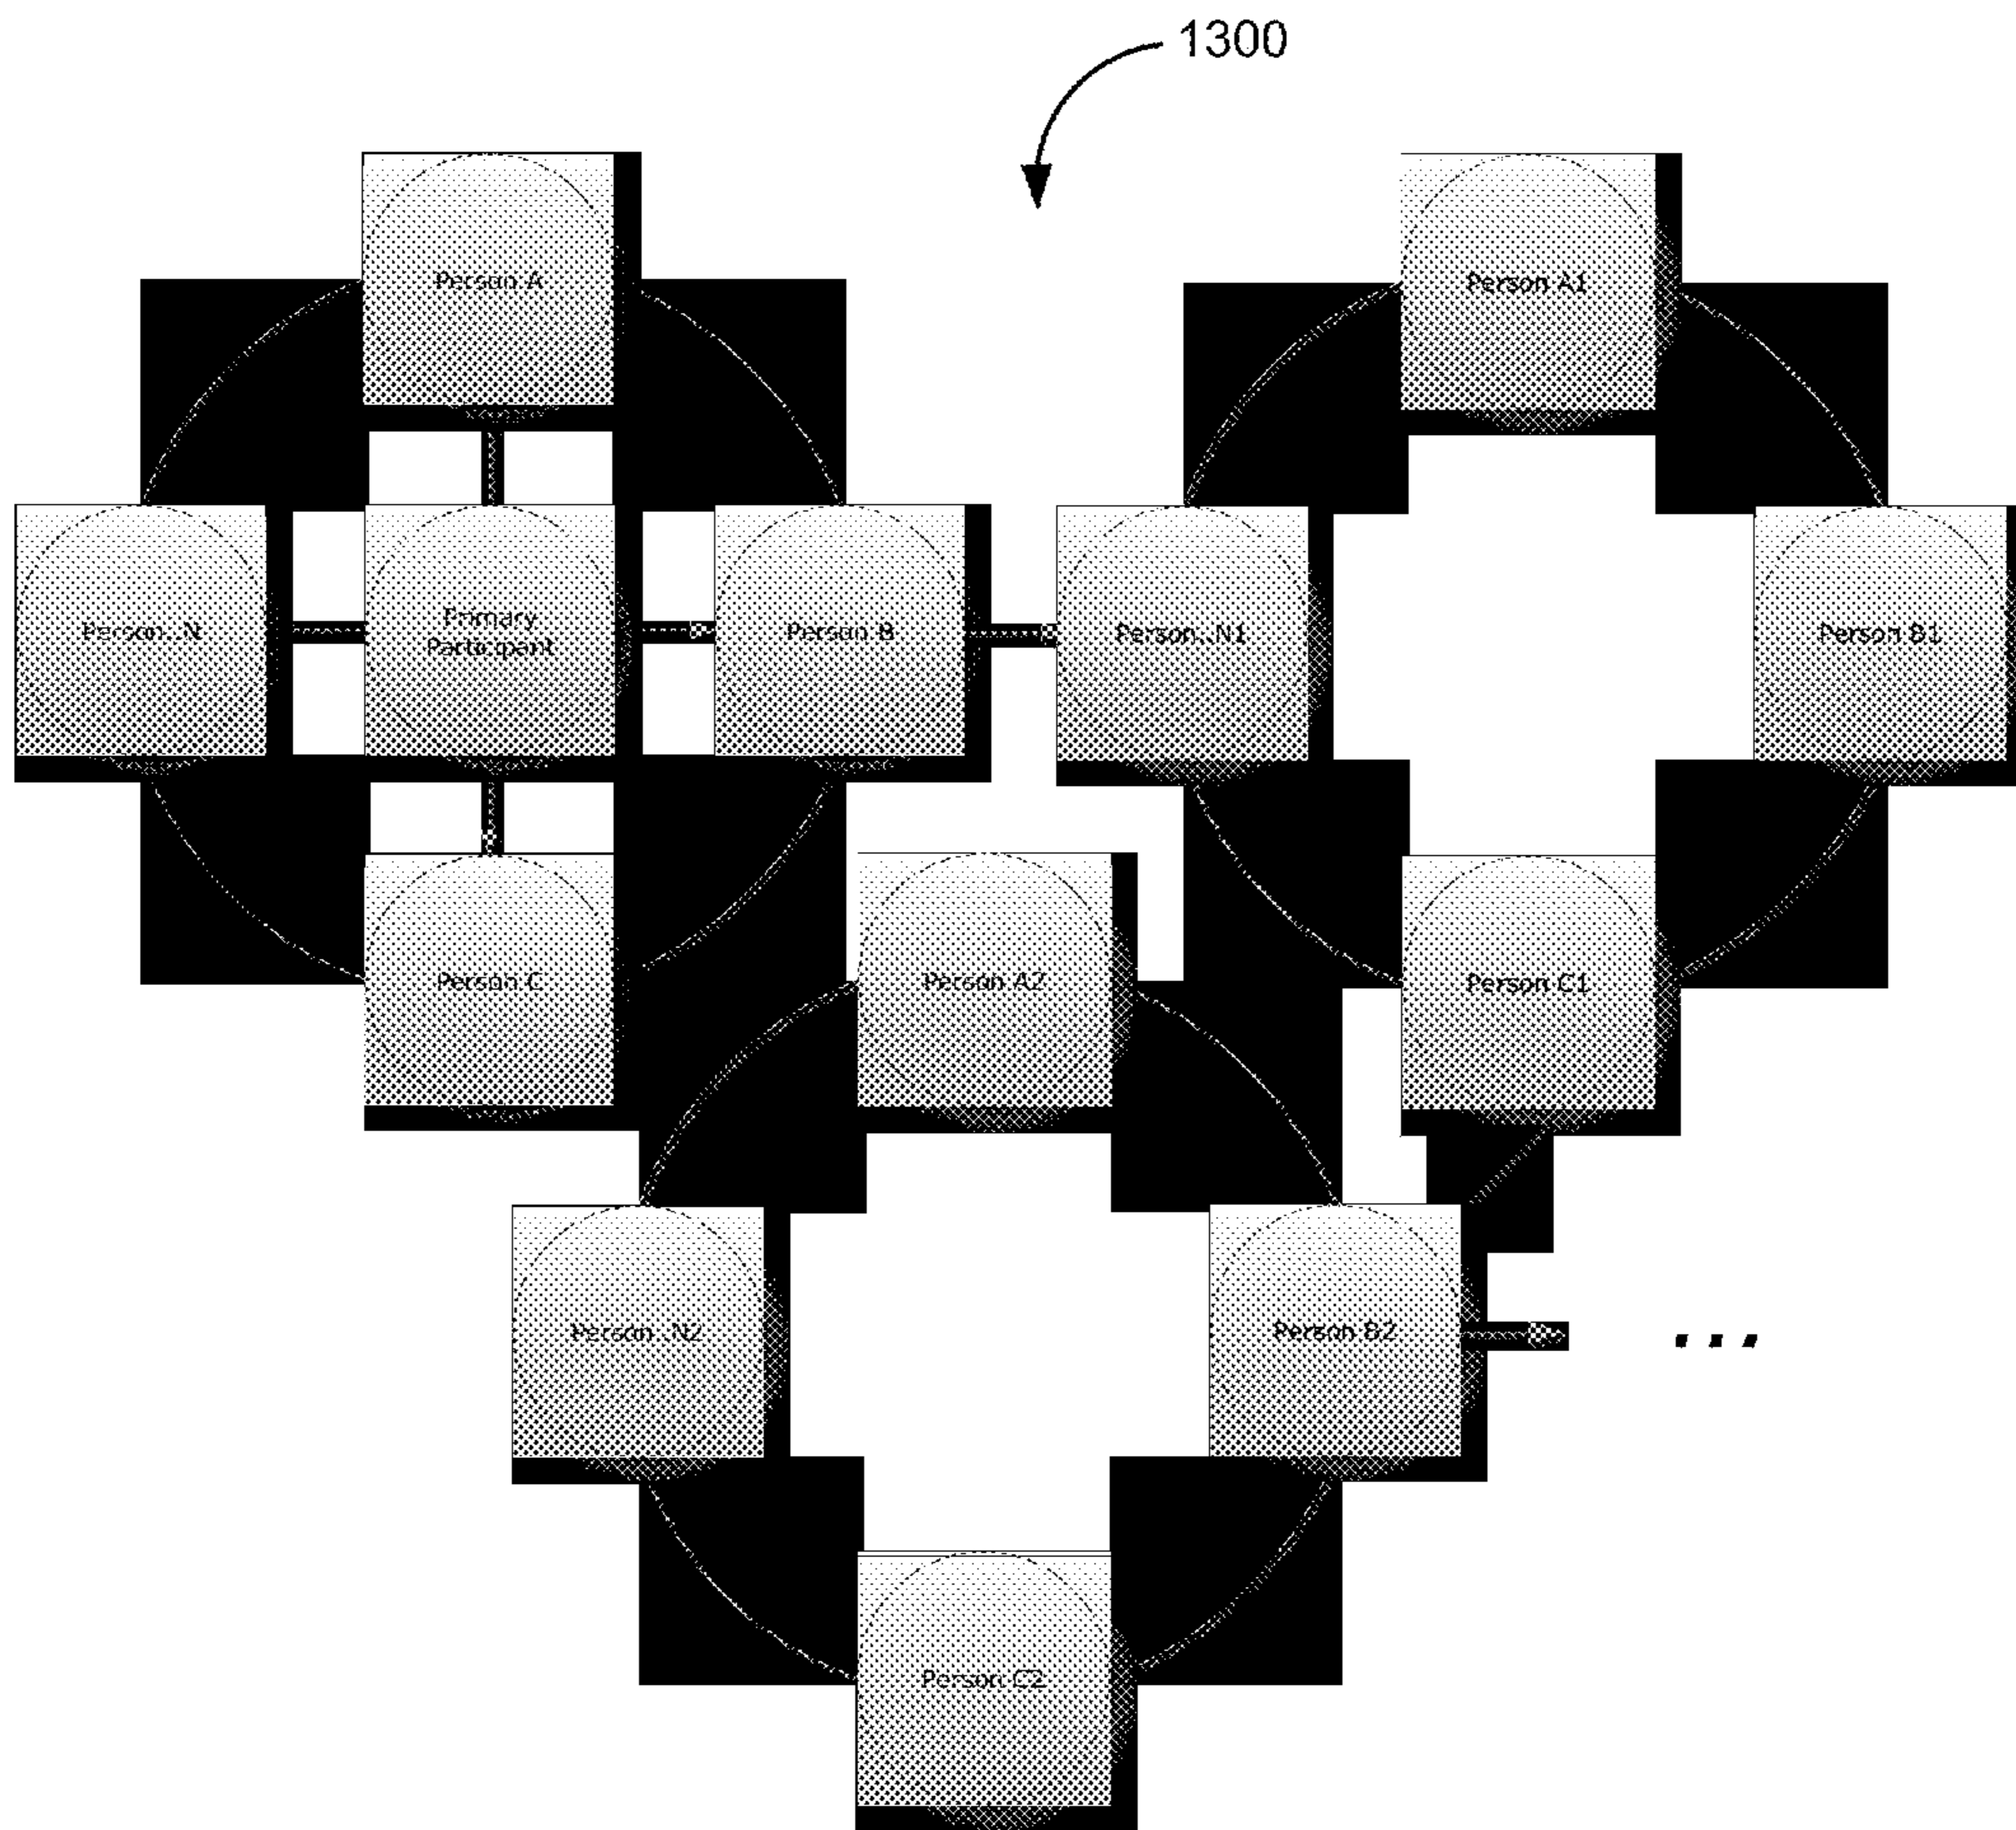 1300
Person A
Person A1
Person..N
Primary
Participant
Person B
Person..N1
Person B1
Person C
Person A2
Person C1
Person..N2
Person B2
...
Person C2